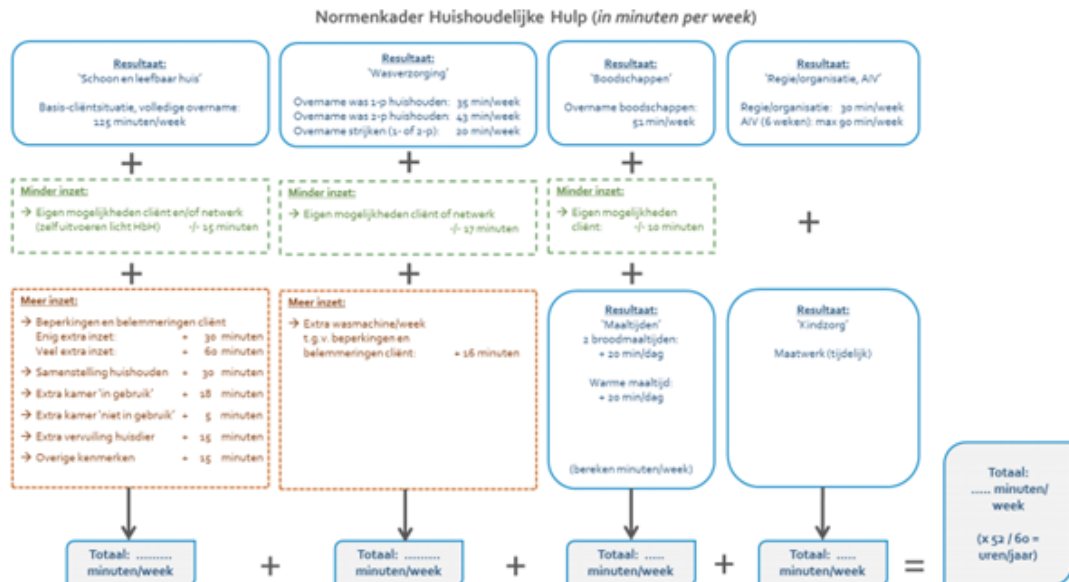 Normenkader Huishoudelijke Hulp (in minuten per week)
Resultaat:
'Schoon en leefbaar huis'
Basis-cliëntsituatie, volledige overname:
125 minuten/week
Resultaat:
'Wasverzorging'
Overname was 1-p huishouden: 35 min/week
Overname was 2-p huishouden: 43 min/week
Overname strijken (1- of 2-p): 20 min/week
Resultaat:
'Boodschappen'
Overname boodschappen:
51 min/week
Resultaat:
'Regie/organisatie, AIV'
Regie/organisatie: 30 min/week
AIV (6 weken): max 90 min/week
+ + +
Minder inzet:
→ Eigen mogelijkheden cliënt en/of netwerk
(zelf uitvoeren licht HbH) -/- 15 minuten
Minder inzet:
→ Eigen mogelijkheden cliënt of netwerk
-/- 17 minuten
Minder inzet:
→ Eigen mogelijkheden
cliënt: -/- 10 minuten
+
+ + +
Meer inzet:
→ Beperkingen en belemmeringen cliënt
Enig extra inzet: + 30 minuten
Veel extra inzet: + 60 minuten
→ Samenstelling huishouden + 30 minuten
→ Extra kamer 'in gebruik' + 18 minuten
→ Extra kamer 'niet in gebruik' + 5 minuten
→ Extra vervuiling huisdier + 15 minuten
→ Overige kenmerken + 15 minuten
Meer inzet:
→ Extra wasmachine/week
t.g.v. beperkingen en
belemmeringen cliënt: + 16 minuten
Resultaat:
'Maaltijden'
2 broodmaaltijden:
+ 20 min/dag
Warme maaltijd:
+ 20 min/dag
(bereken minuten/week)
Resultaat:
'Kindzorg'
Maatwerk (tijdelijk)
Totaal: ..........
minuten/week
+
Totaal: ..........
minuten/week
+
Totaal: .....
minuten/week
+
Totaal: .....
minuten/week
=
Totaal:
..... minuten/
week
(x 52 / 60 =
uren/jaar)